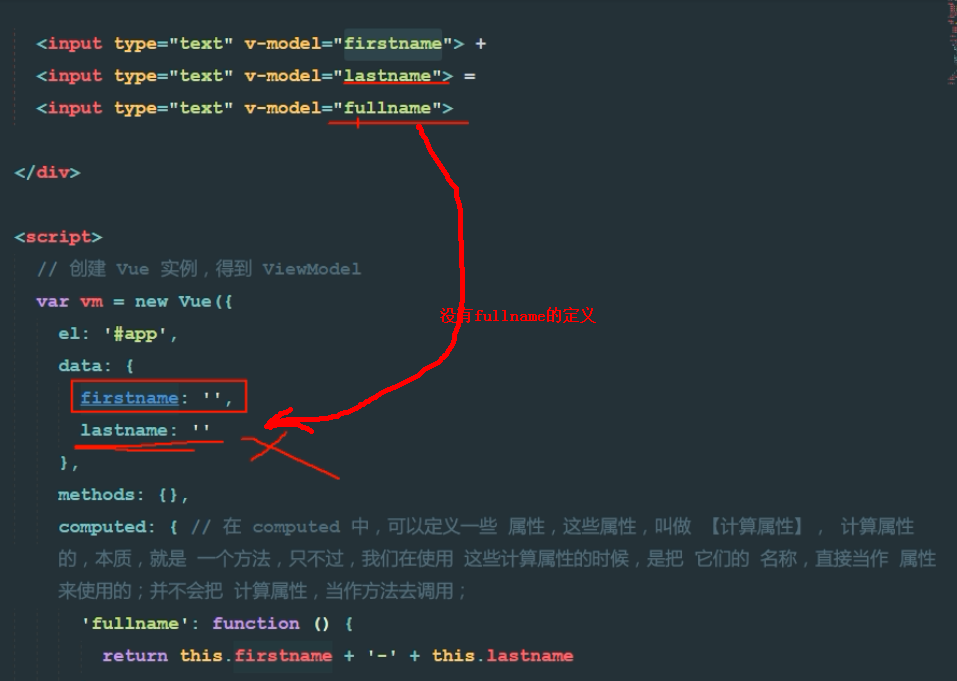 <input type="text" v-model="firstname"> +
<input type="text" v-model="lastname"> =
<input type="text" v-model="fullname">
</div>
<script>
// 创建 Vue 实例，得到 ViewModel
var vm = new Vue({
el: '#app',
没有fullname的定义
data: {
firstname: '',
lastname: ''
},
methods: {},
computed: { // 在 computed 中，可以定义一些 属性，这些属性，叫做 【计算属性】， 计算属性
的，本质，就是 一个方法，只不过，我们在使用 这些计算属性的时候，是把 它们的 名称，直接当作 属性
来使用的；并不会把 计算属性，当作方法去调用；
'fullname': function () {
return this.firstname + '-' + this.lastname